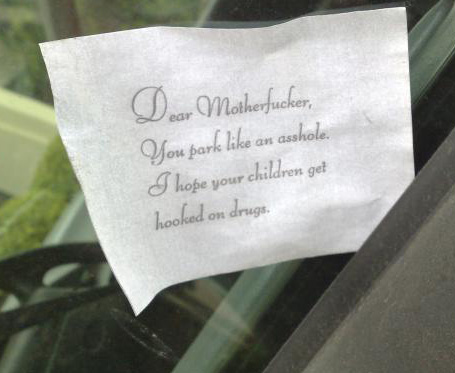 Dear Motherfucker,
You park like an asshole.
I hope your children get
hooked on drugs.